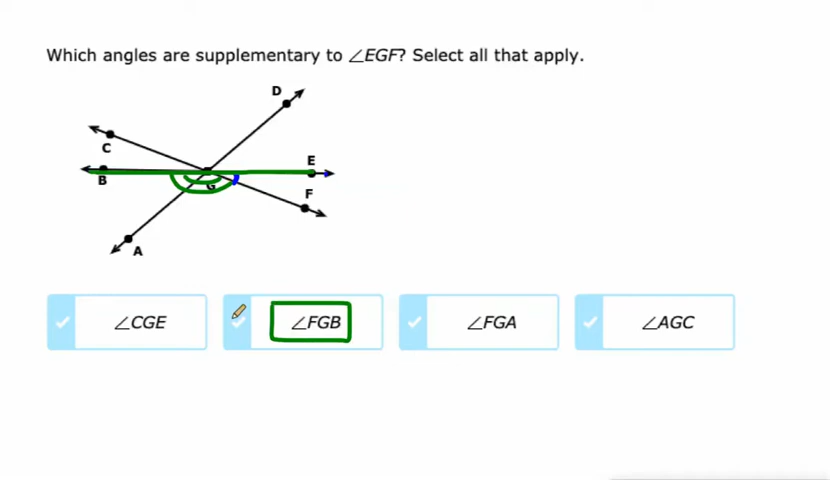 Which angles are supplementary to ∠EGF? Select all that apply.
D
C
E
B
G
F
A
∠CGE ∠FGB ∠FGA ∠AGC